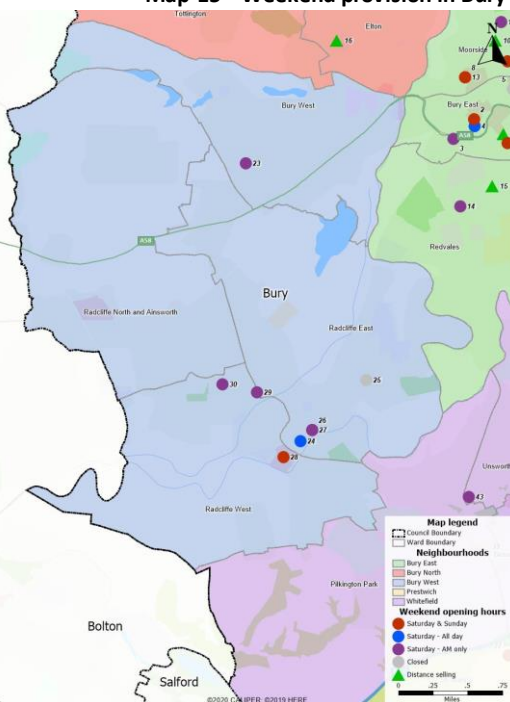 Map 15 - Weekend provision in Bury
Tottington
Elton
16
Moorside
N
8
13
5
Bury West
Bury East
2
4
A58
3
23
15
14
Redvales
A58
Bury
Radcliffe North and Ainsworth
Radcliffe East
25
30
29
26
27
24
28
Unsworth
43
Radcliffe West
Pilkington Park
Bolton
Salford
Map legend
Council Boundary
Ward Boundary
Neighbourhoods
Bury East
Bury North
Bury West
Prestwich
Whitefield
Weekend opening hours
Saturday & Sunday
Saturday - All day
Saturday - AM only
Closed
Distance selling
0 .25 .5 .75
Miles
©2020 CALIPER; ©2019 HERE